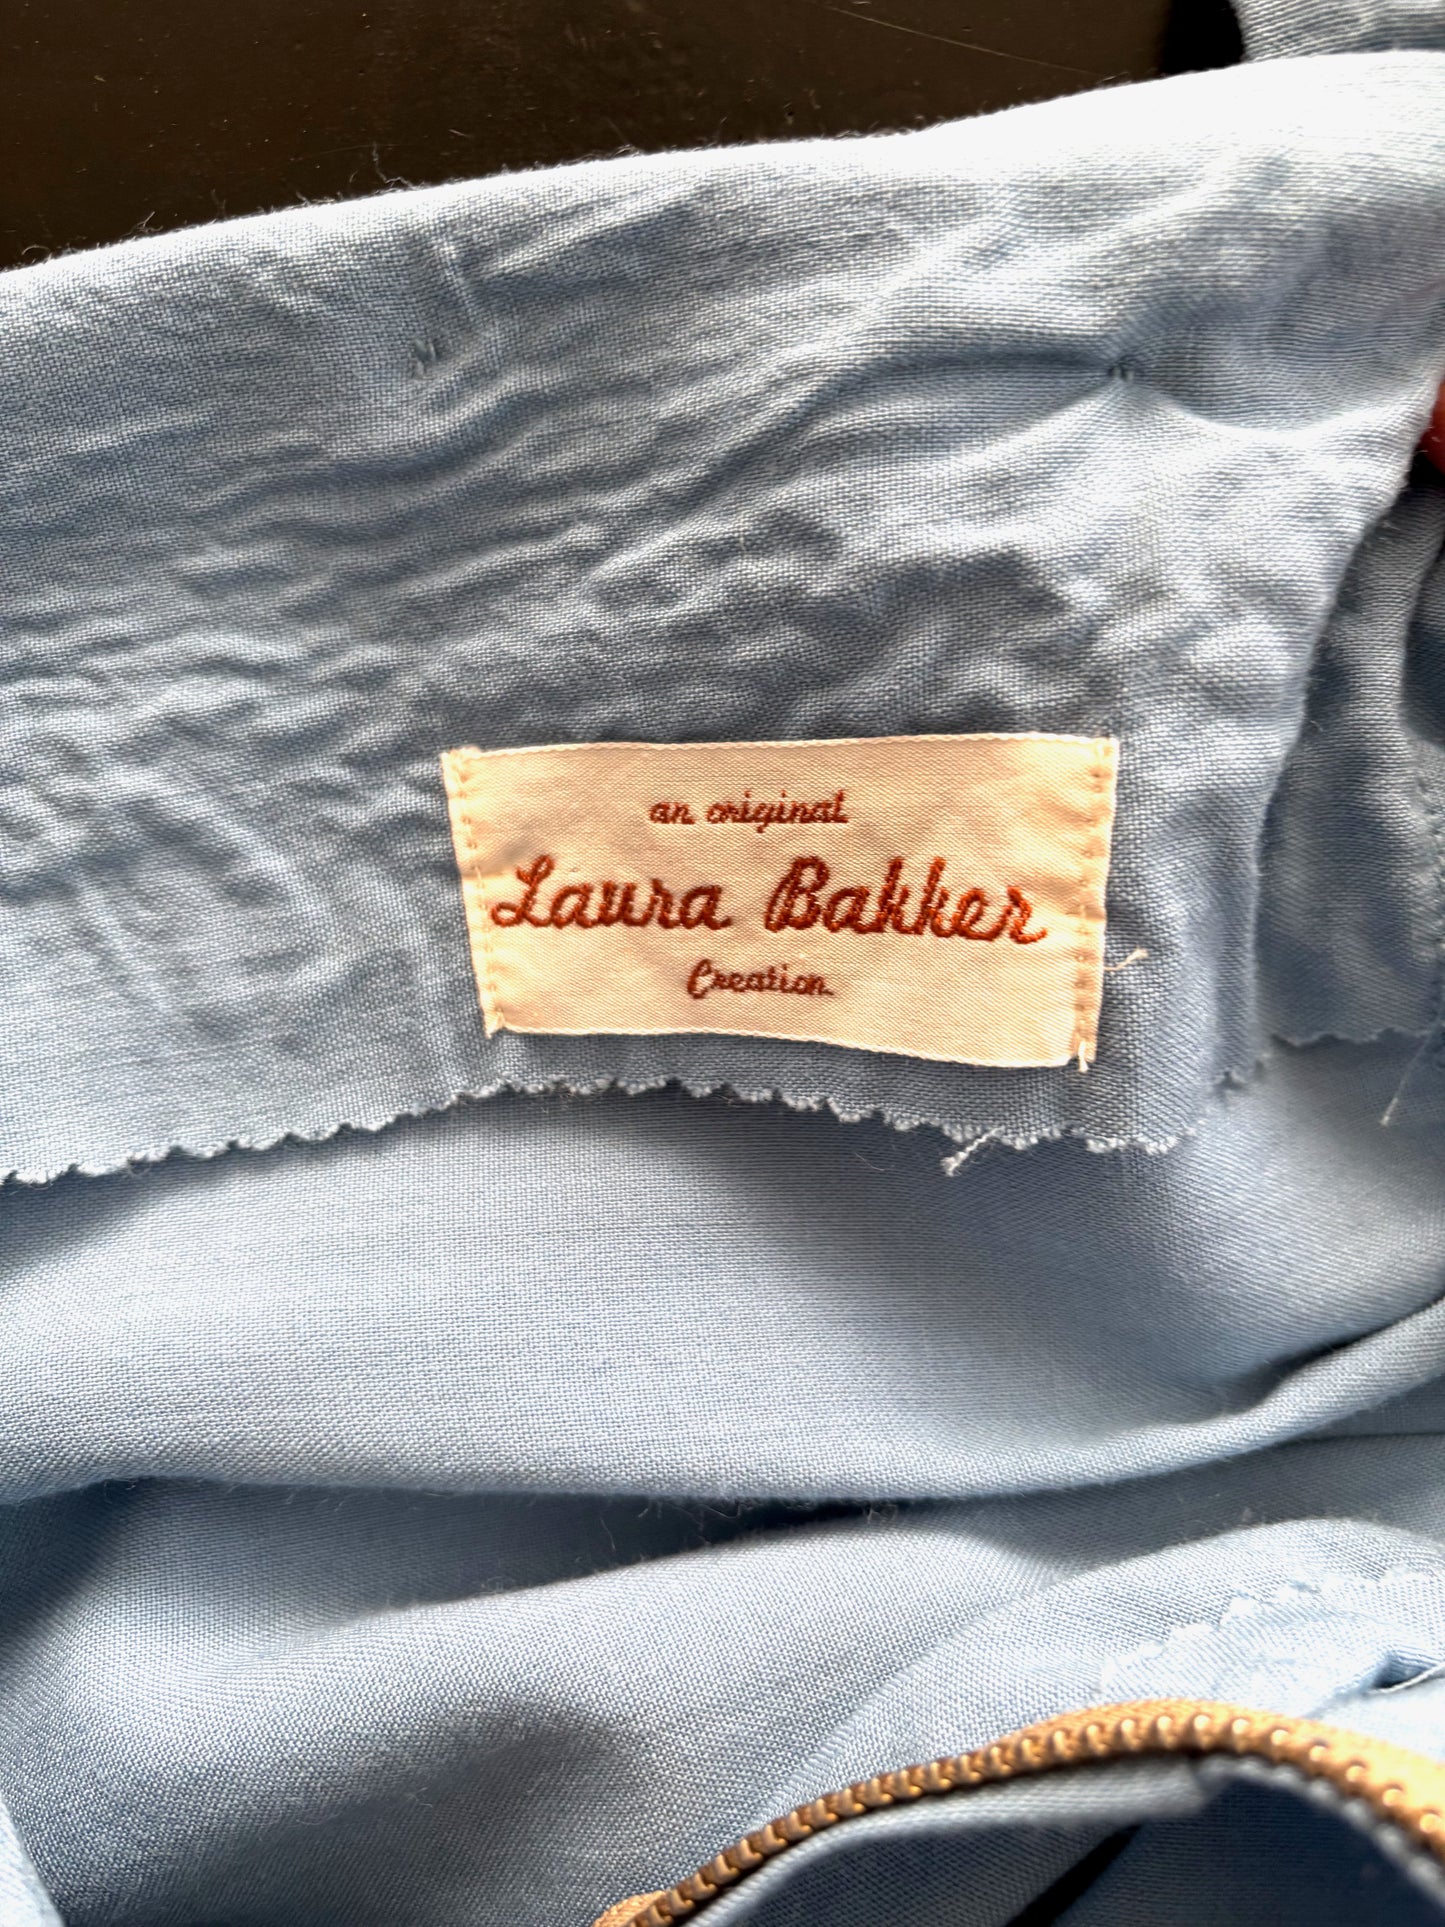 an original
Laura Bakker
Creation